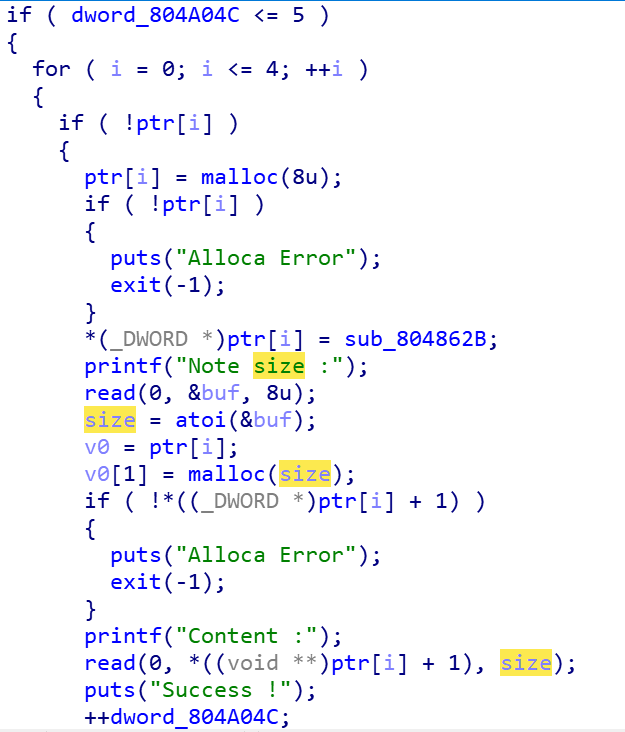 if ( dword_804A04C <= 5 )
{
for ( i = 0; i <= 4; ++i )
{
if ( !ptr[i] )
{
ptr[i] = malloc(8u);
if ( !ptr[i] )
{
puts("Alloca Error");
exit(-1);
}
*(_DWORD *)ptr[i] = sub_804862B;
printf("Note size :");
read(0, &buf, 8u);
size = atoi(&buf);
v0 = ptr[i];
v0[1] = malloc(size);
if ( !*((_DWORD *)ptr[i] + 1) )
{
puts("Alloca Error");
exit(-1);
}
printf("Content :");
read(0, *((void **)ptr[i] + 1), size);
puts("Success !");
++dword_804A04C;